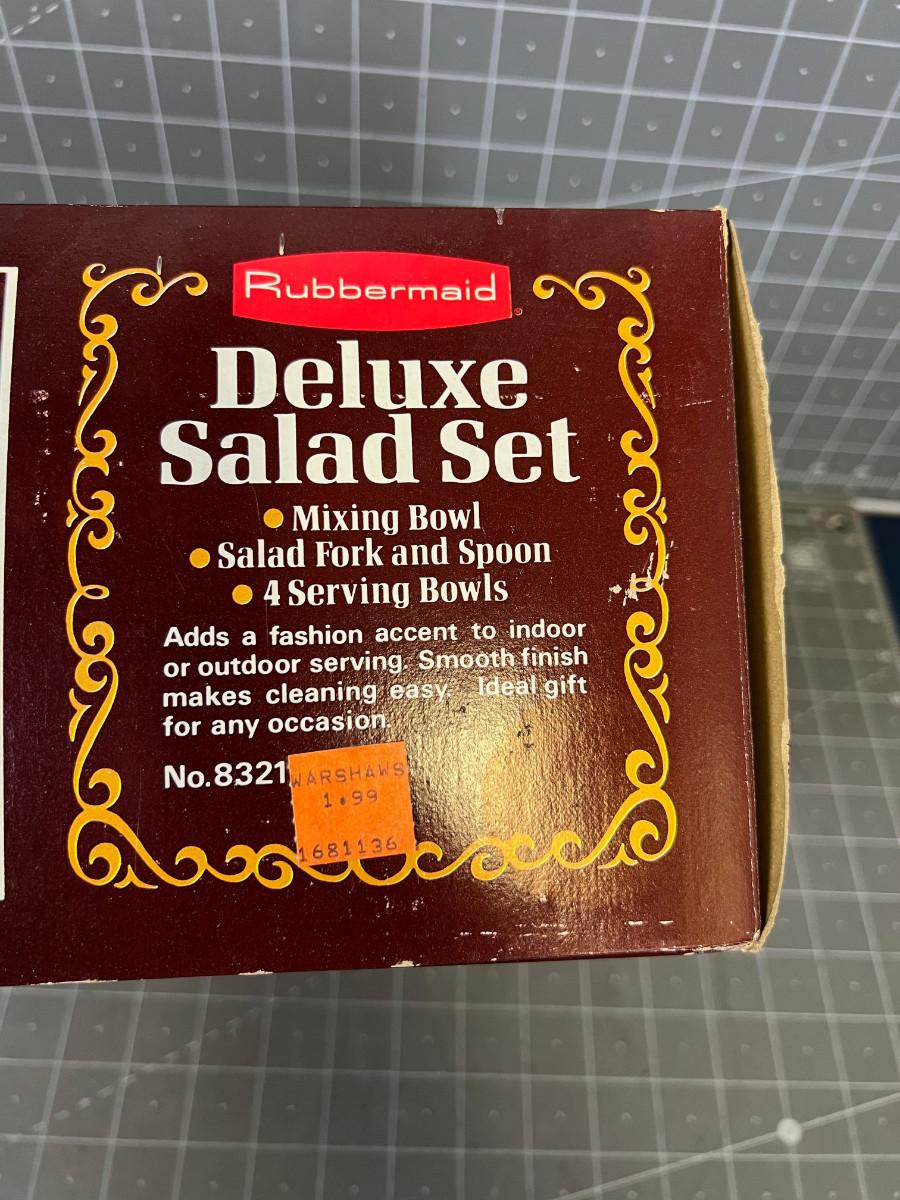 Rubbermaid
Deluxe
Salad Set
• Mixing Bowl
• Salad Fork and Spoon
• 4 Serving Bowls
Adds a fashion accent to indoor
or outdoor serving. Smooth finish
makes cleaning easy. Ideal gift
for any occasion
No.8321
WARSHAWS
1.99
1681136